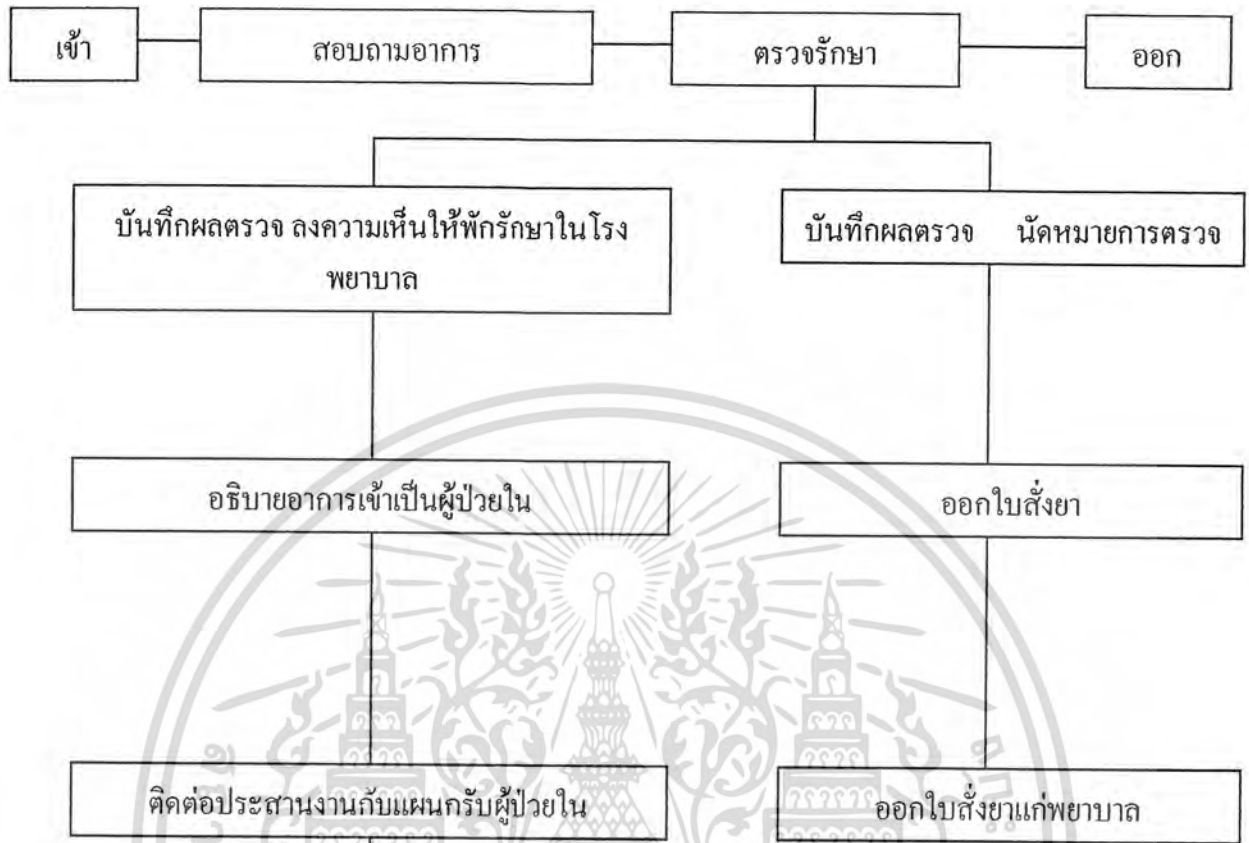 เข้า
สอบถามอาการ
ตรวจรักษา
ออก
บันทึกผลตรวจ ลงความเห็นให้พักรักษาในโรง
พยาบาล
บันทึกผลตรวจ นัดหมายการตรวจ
อธิบายอาการเข้าเป็นผู้ป่วยใน
ออกใบสั่งยา
ติดต่อประสานงานกับแผนกรับผู้ป่วยใน
ออกใบสั่งยาแก่พยาบาล